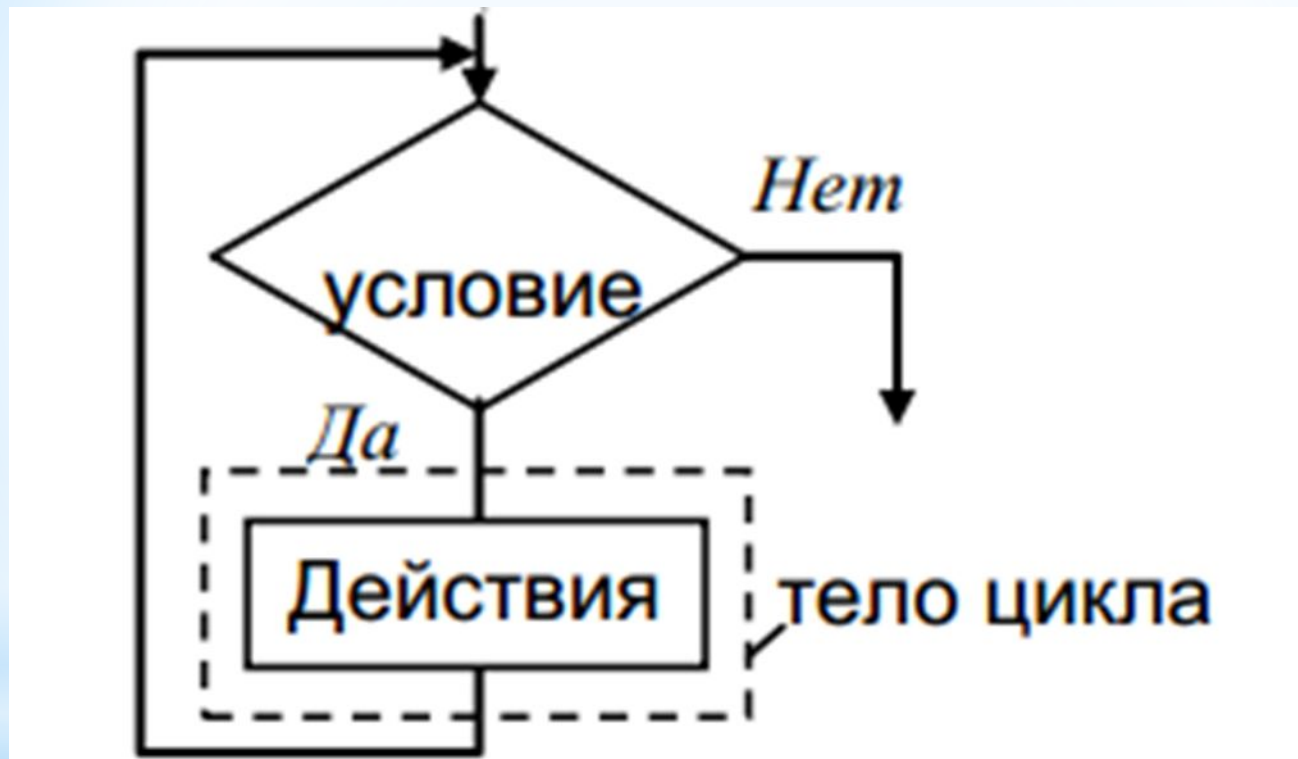 Нет
условие
Да
Действия
тело цикла